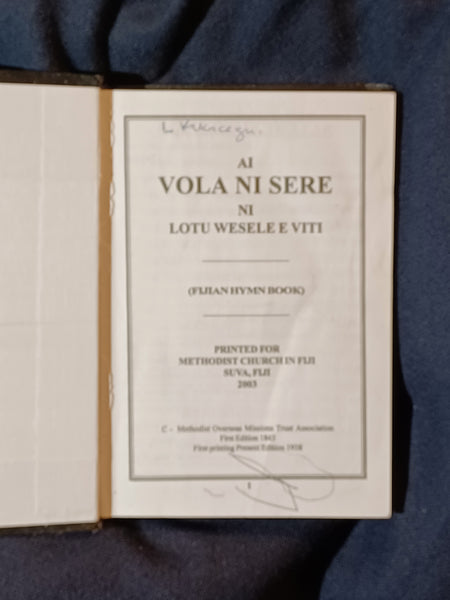 AI
VOLA NI SERE
NI
LOTU WESELE E VITI
(FIJIAN HYMN BOOK)
PRINTED FOR
METHODIST CHURCH IN FIJI
SUVA, FIJI
2003
C - Methodist Overseas Missions Trust Association
First Edition 1843
First printing Present Edition 1938
1